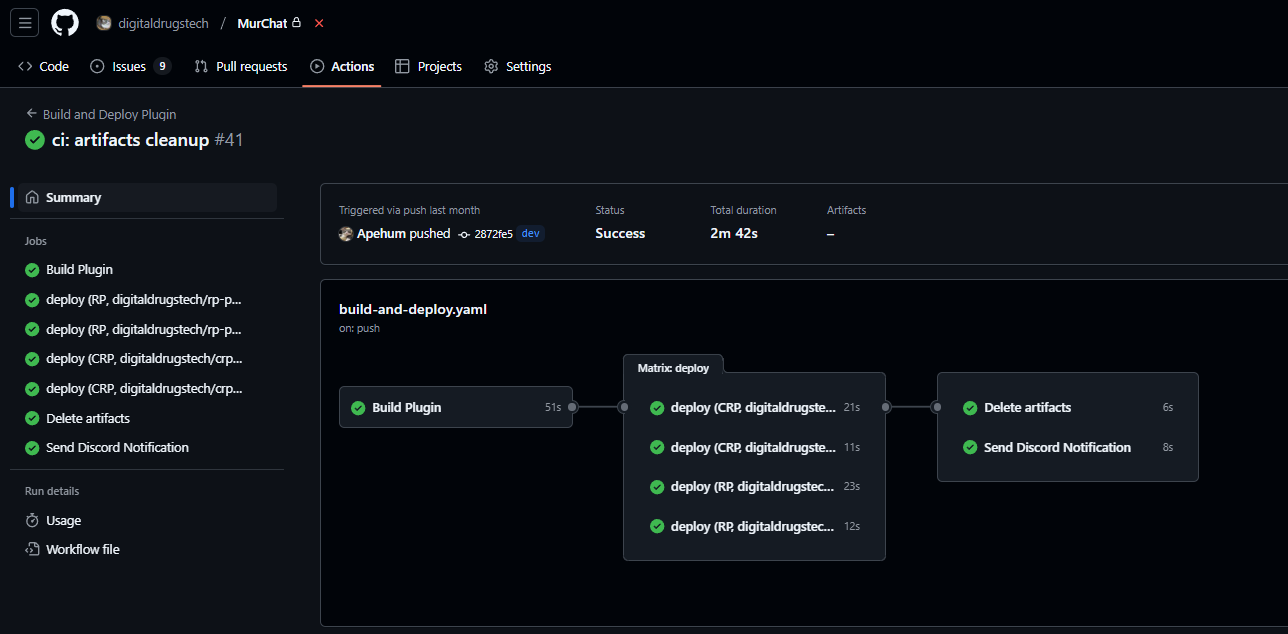 digitaldrugstech / MurChat
Code Issues 9 Pull requests Actions Projects Settings
Build and Deploy Plugin
ci: artifacts cleanup #41
Summary
Jobs
Build Plugin
deploy (RP, digitaldrugstech/rp-p...
deploy (RP, digitaldrugstech/rp-p...
deploy (CRP, digitaldrugstech/crp...
deploy (CRP, digitaldrugstech/crp...
Delete artifacts
Send Discord Notification
Run details
Usage
Workflow file
Triggered via push last month
Apehum pushed 2872fe5 dev
Status
Success
Total duration
2m 42s
Artifacts
–
build-and-deploy.yaml
on: push
Build Plugin 51s
Matrix: deploy
deploy (CRP, digitaldrugste... 21s
deploy (CRP, digitaldrugste... 11s
deploy (RP, digitaldrugstec... 23s
deploy (RP, digitaldrugstec... 12s
Delete artifacts 6s
Send Discord Notification 8s